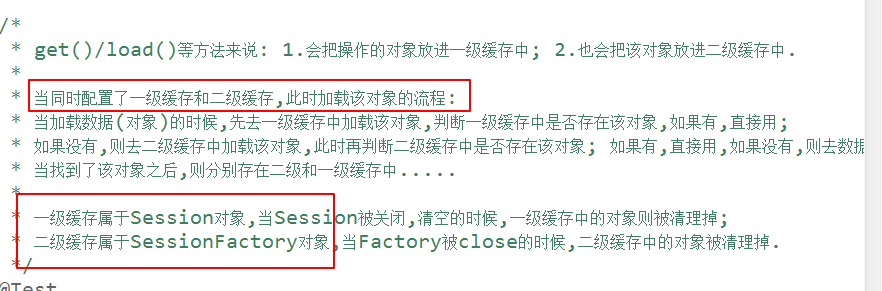 /*
* get()/load()等方法来说: 1.会把操作的对象放进一级缓存中; 2.也会把该对象放进二级缓存中.
*
* 当同时配置了一级缓存和二级缓存,此时加载该对象的流程:
* 当加载数据(对象)的时候,先去一级缓存中加载该对象,判断一级缓存中是否存在该对象,如果有,直接用;
* 如果没有,则去二级缓存中加载该对象,此时再判断二级缓存中是否存在该对象; 如果有,直接用,如果没有,则去数据
* 当找到了该对象之后,则分别存在二级和一级缓存中.....
*
* 一级缓存属于Session对象,当Session被关闭,清空的时候,一级缓存中的对象则被清理掉;
* 二级缓存属于SessionFactory对象,当Factory被close的时候,二级缓存中的对象被清理掉.
*/
@Test